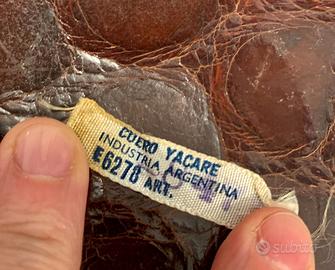 CUERO YACARE
INDUSTRIA ARGENTINA
E6278 ART.
subito